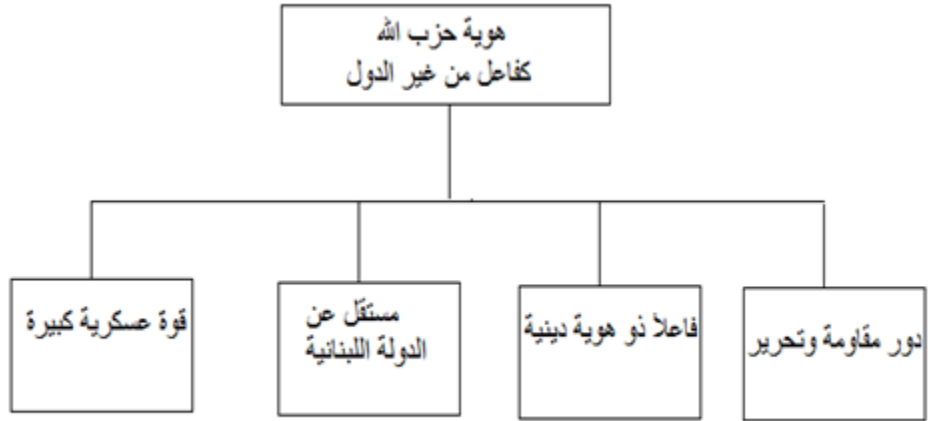 هوية حزب الله
كفاعل من غير الدول
دور مقاومة وتحرير
فاعلاً ذو هوية دينية
مستقل عن
الدولة اللبنانية
قوة عسكرية كبيرة